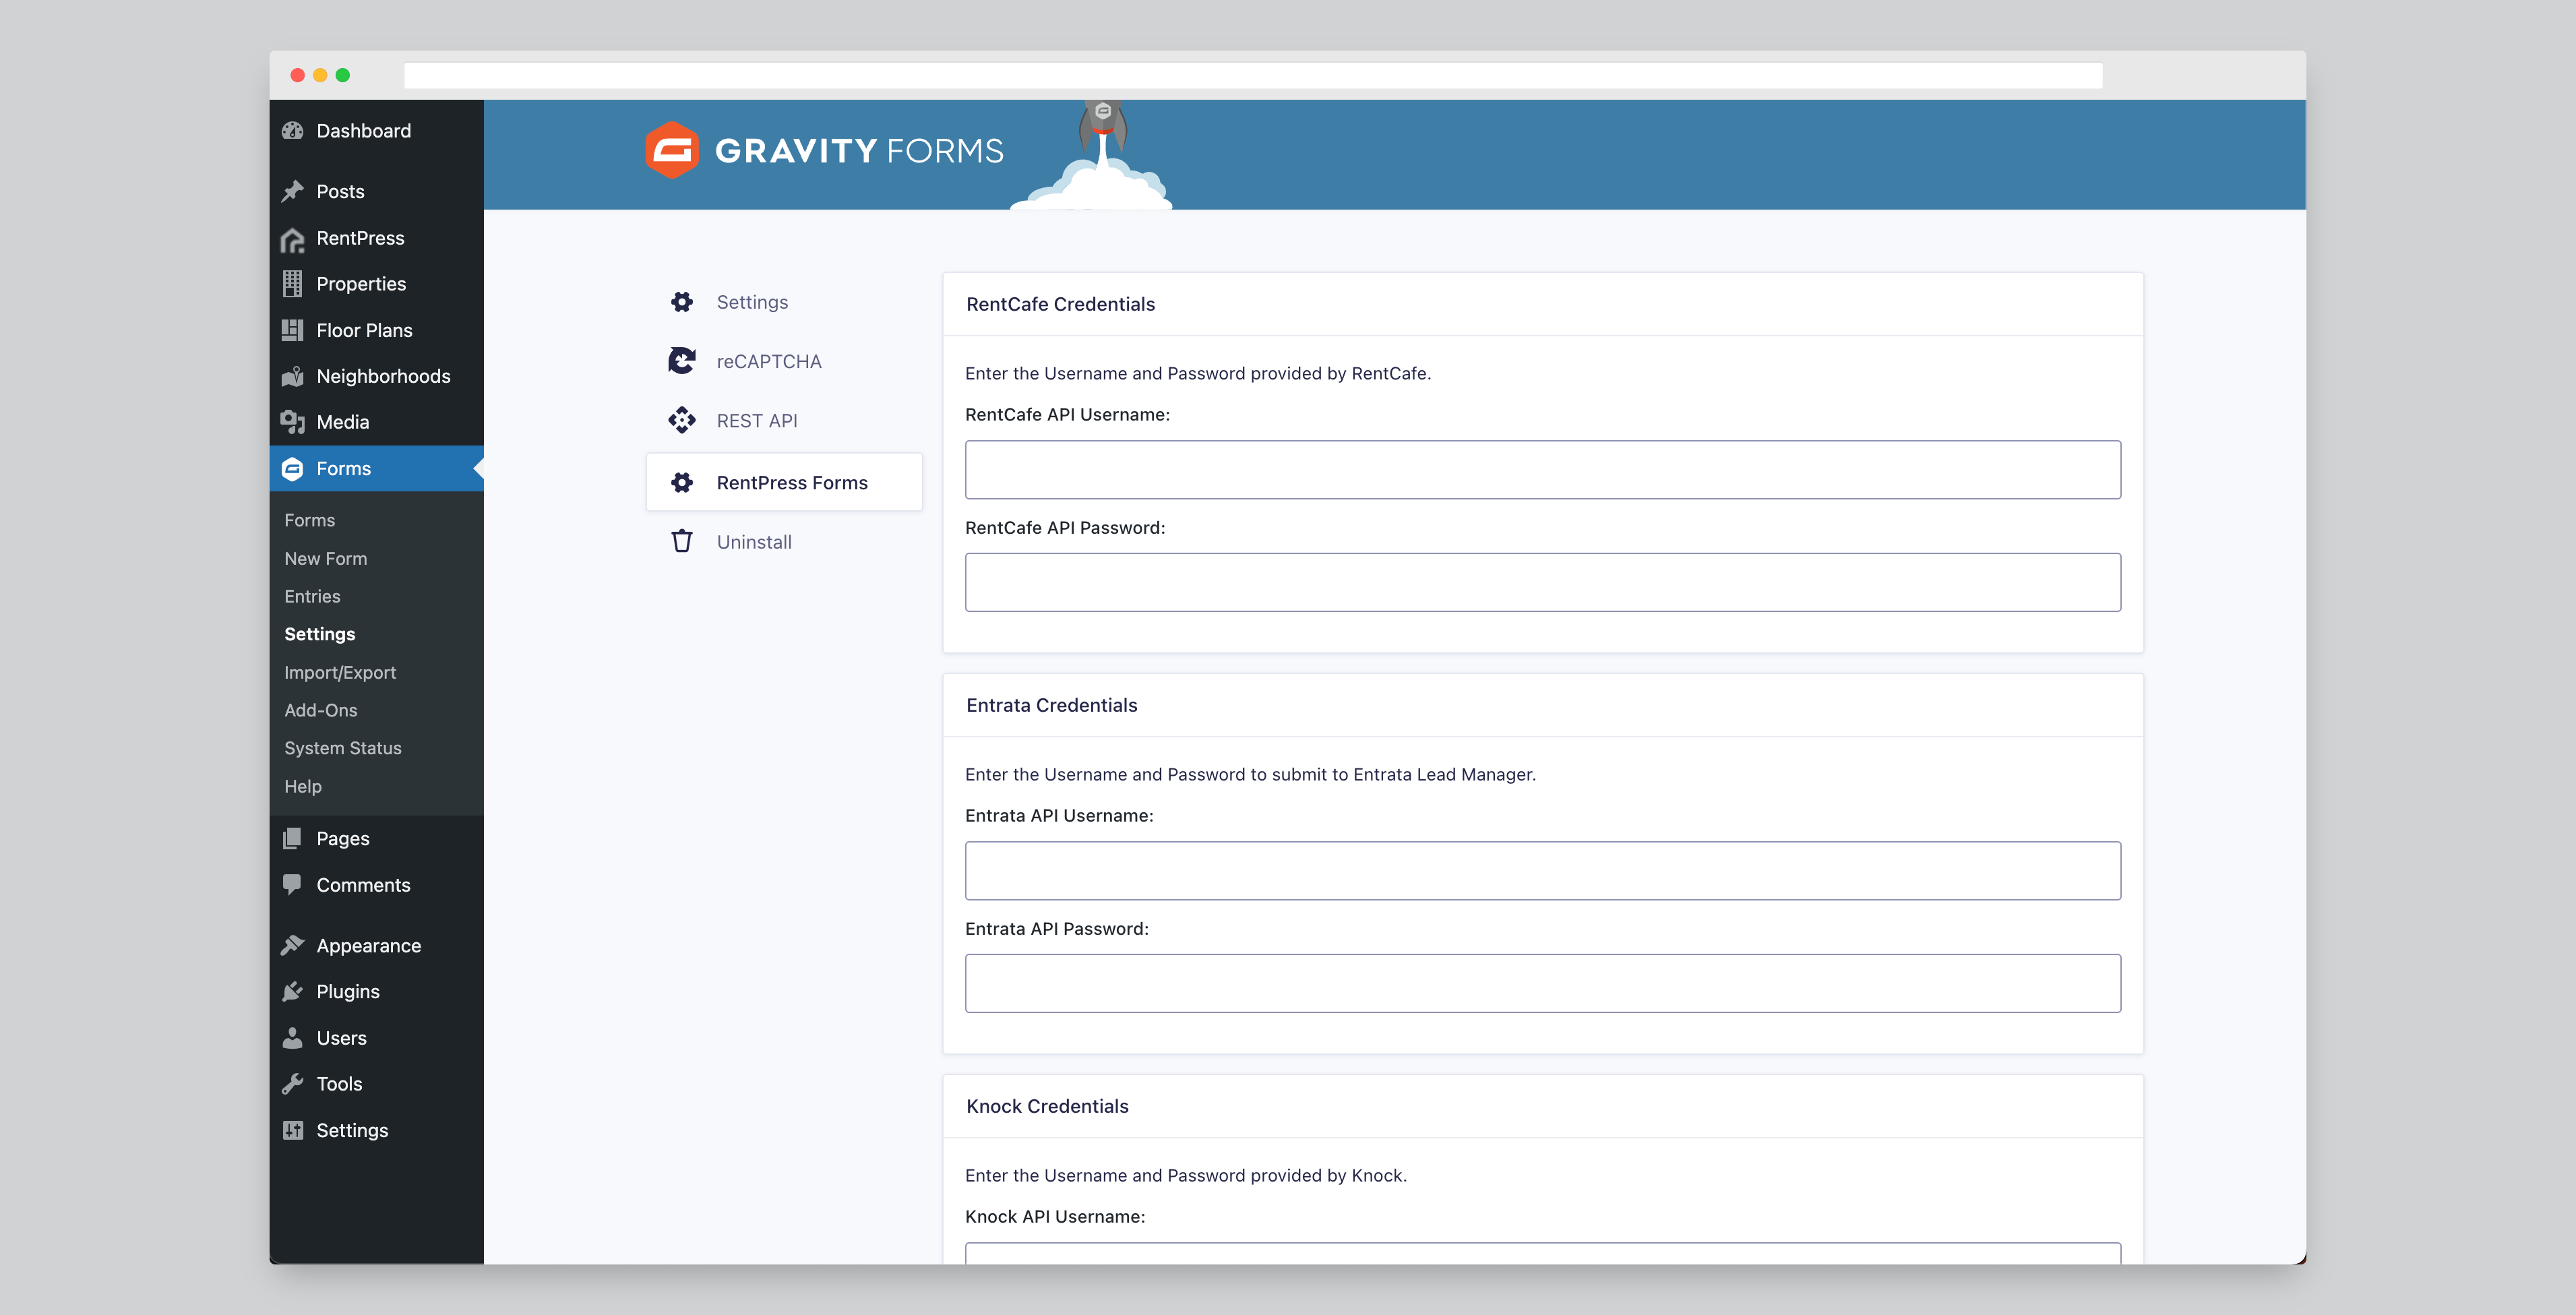 Dashboard
Posts
RentPress
Properties
Floor Plans
Neighborhoods
Media
Forms
Forms
New Form
Entries
Settings
Import/Export
Add-Ons
System Status
Help
Pages
Comments
Appearance
Plugins
Users
Tools
Settings
GRAVITY FORMS
Settings
reCAPTCHA
REST API
RentPress Forms
Uninstall
RentCafe Credentials
Enter the Username and Password provided by RentCafe.
RentCafe API Username:
RentCafe API Password:
Entrata Credentials
Enter the Username and Password to submit to Entrata Lead Manager.
Entrata API Username:
Entrata API Password:
Knock Credentials
Enter the Username and Password provided by Knock.
Knock API Username: